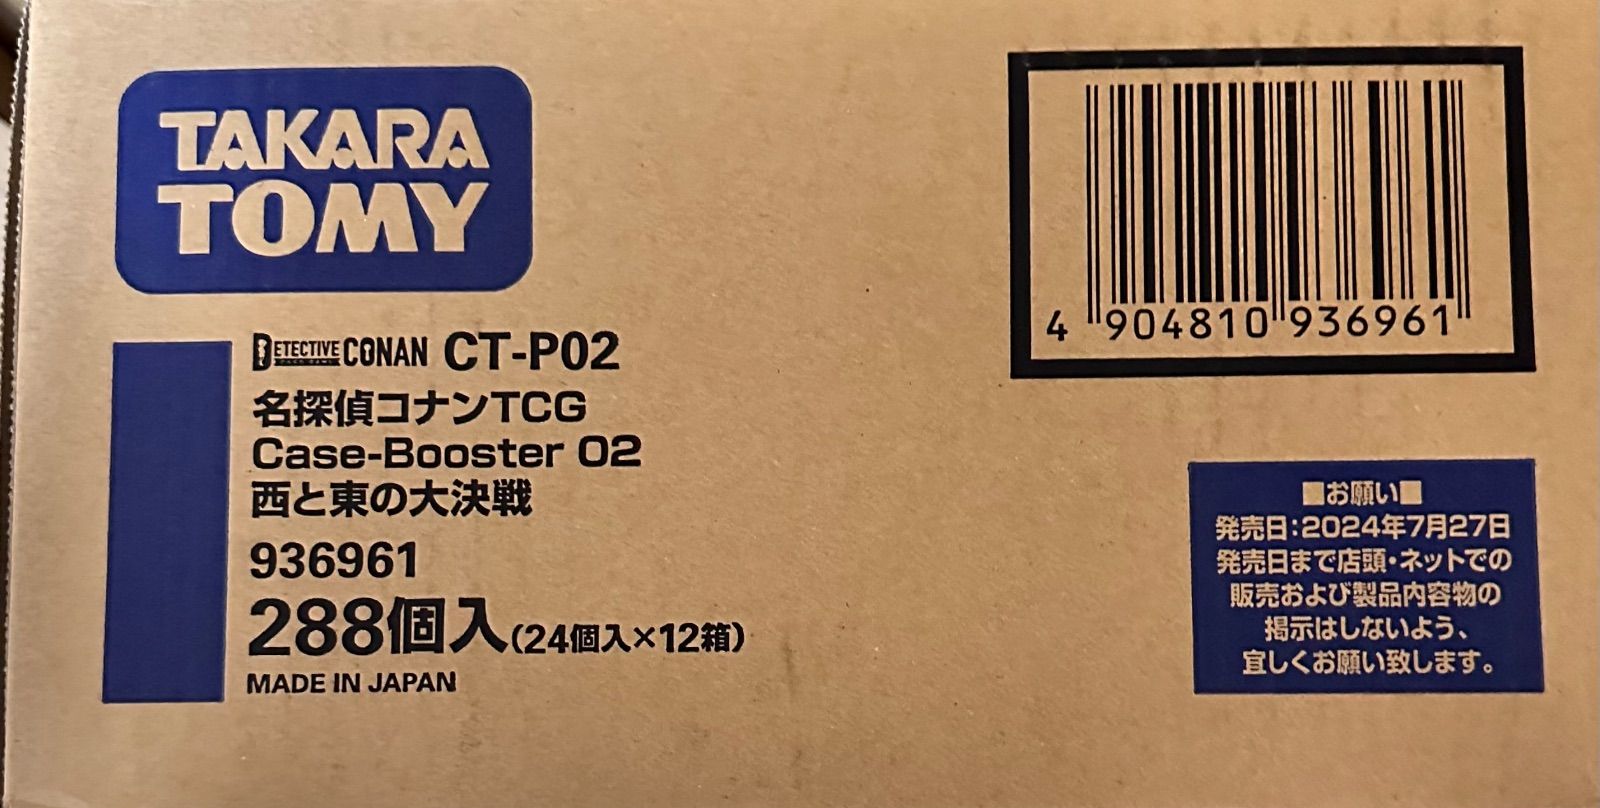 TAKARA
TOMY
DETECTIVE CONAN CT-P02
名探偵コナンTCG
Case-Booster 02
西と東の大決戦
936961
288個入(24個入×12箱)
MADE IN JAPAN
4 904810 936961
■お願い■
発売日:2024年7月27日
発売日まで店頭・ネットでの
販売および製品内容物の
掲示はしないよう、
宜しくお願い致します。